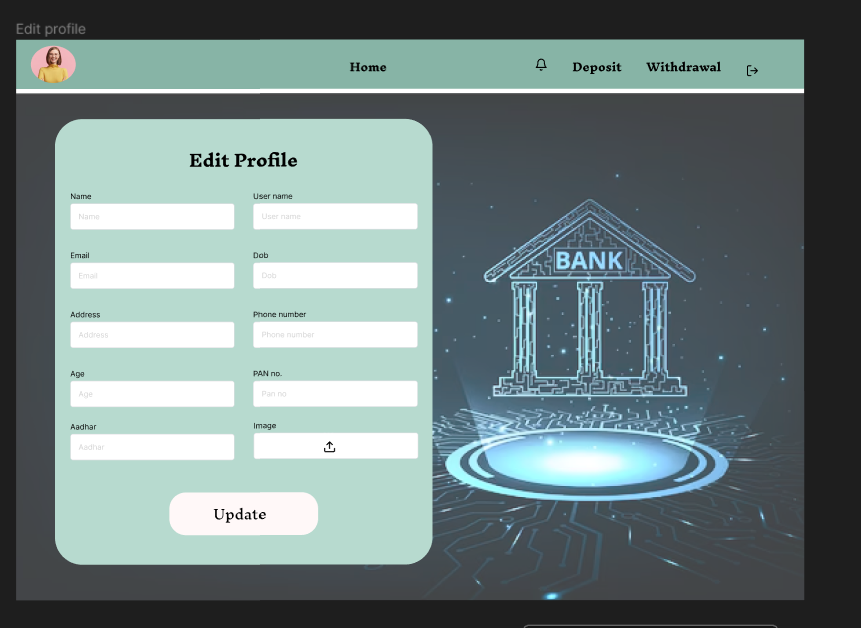 Edit profile
Home
Deposit
Withdrawal
Edit Profile
Name
User name
Name
User name
Email
Dob
Email
Dob
Address
Phone number
Address
Phone number
Age
PAN no.
Age
Pan no
Aadhar
Image
Aadhar
Update
BANK